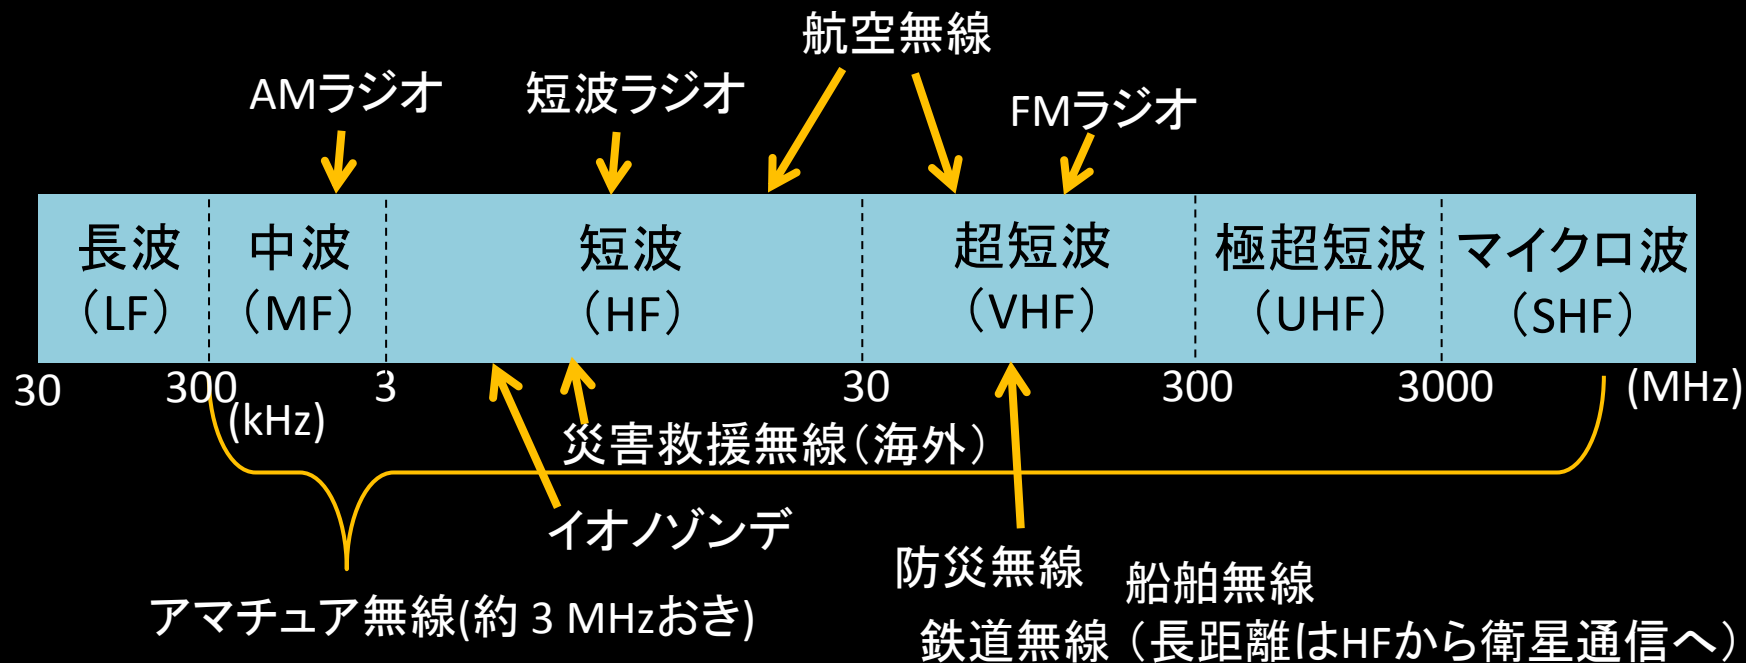 航空無線
AMラジオ
短波ラジオ
FMラジオ
長波
（LF）
中波
（MF）
短波
（HF）
超短波
（VHF）
極超短波
（UHF）
マイクロ波
（SHF）
30
300
(kHz)
3
30
300
3000
(MHz)
災害救援無線（海外）
イオノゾンデ
防災無線
船舶無線
アマチュア無線(約 3 MHzおき)
鉄道無線（長距離はHFから衛星通信へ）